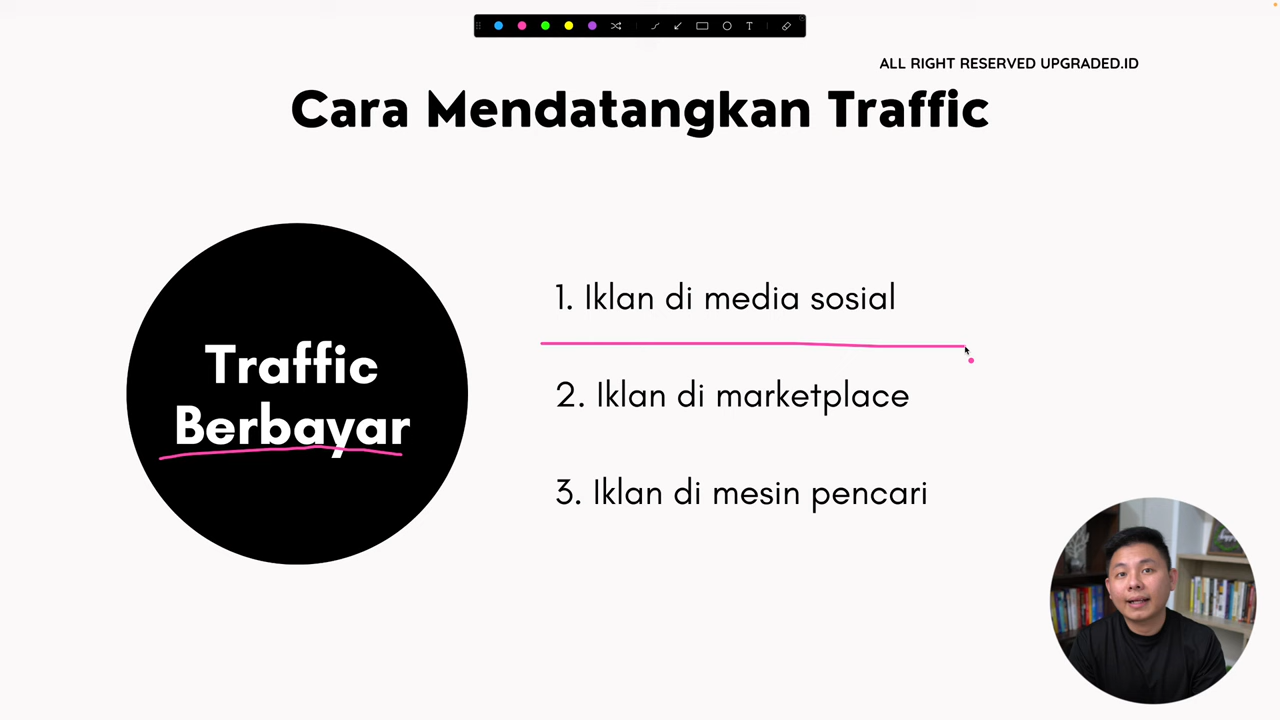 ALL RIGHT RESERVED UPGRADED.ID
Cara Mendatangkan Traffic
Traffic
Berbayar
1. Iklan di media sosial
2. Iklan di marketplace
3. Iklan di mesin pencari